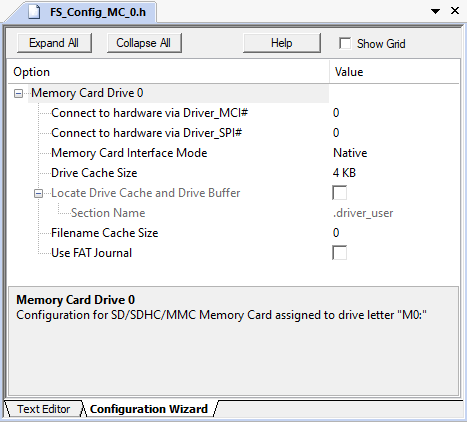 FS_Config_MC_0.h
Expand All Collapse All Help Show Grid
Option Value
Memory Card Drive 0
Connect to hardware via Driver_MCI# 0
Connect to hardware via Driver_SPI# 0
Memory Card Interface Mode Native
Drive Cache Size 4 KB
Locate Drive Cache and Drive Buffer
Section Name .driver_user
Filename Cache Size 0
Use FAT Journal
Memory Card Drive 0
Configuration for SD/SDHC/MMC Memory Card assigned to drive letter "M0:"
Text Editor Configuration Wizard